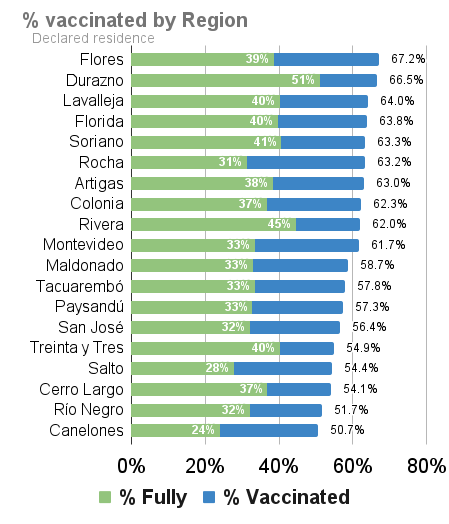 % vaccinated by Region
Declared residence
Flores 39% 67.2%
Durazno 51% 66.5%
Lavalleja 40% 64.0%
Florida 40% 63.8%
Soriano 41% 63.3%
Rocha 31% 63.2%
Artigas 38% 63.0%
Colonia 37% 62.3%
Rivera 45% 62.0%
Montevideo 33% 61.7%
Maldonado 33% 58.7%
Tacuarembó 33% 57.8%
Paysandú 33% 57.3%
San José 32% 56.4%
Treinta y Tres 40% 54.9%
Salto 28% 54.4%
Cerro Largo 37% 54.1%
Río Negro 32% 51.7%
Canelones 24% 50.7%
0% 20% 40% 60% 80%
% Fully % Vaccinated